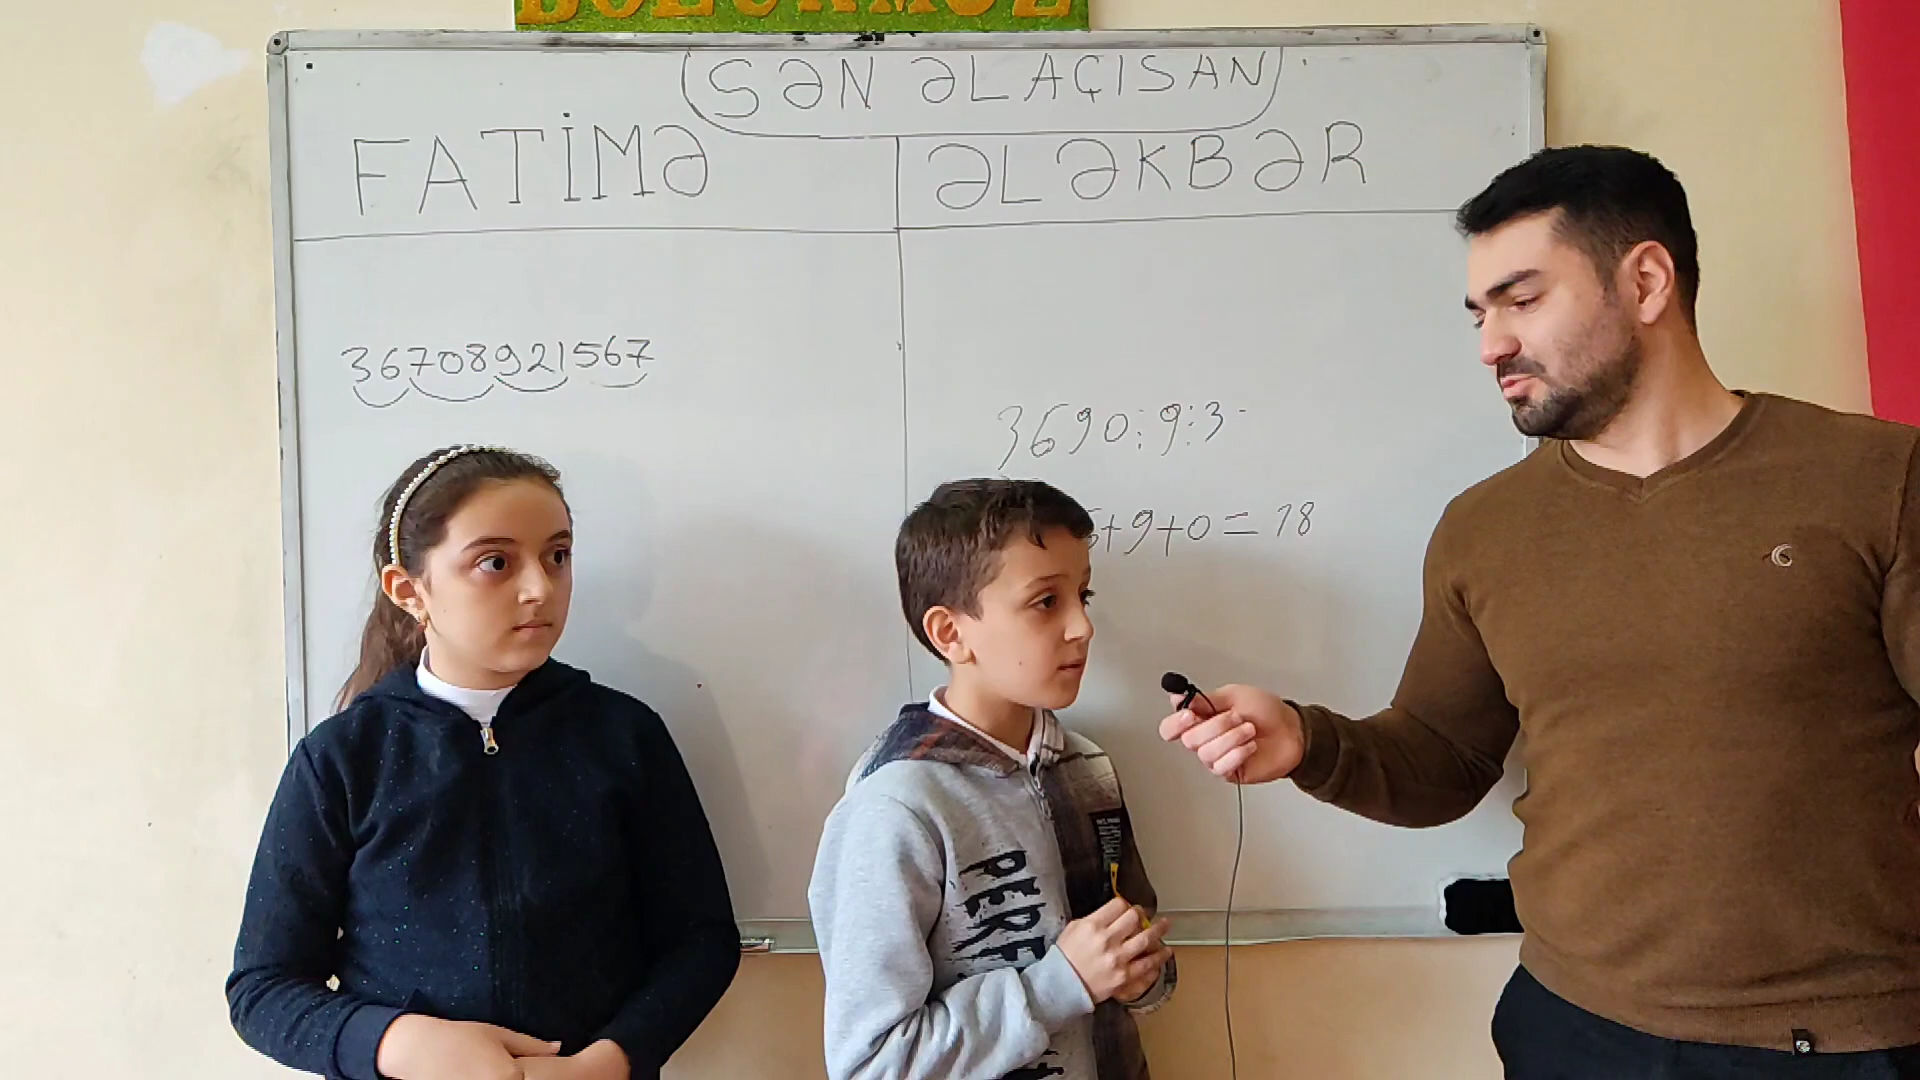 SƏN ƏLAÇISAN
FATİMƏ
ƏLƏKBƏR
36708921567
3690:9:3
+9+0=18
PERF